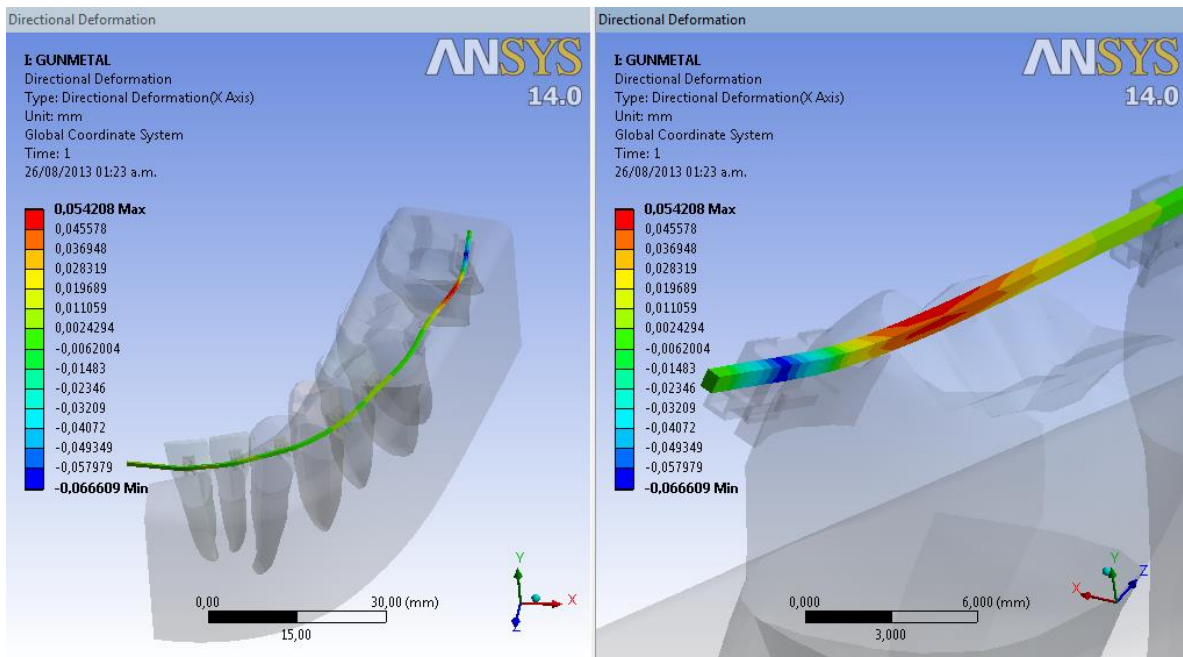 Directional Deformation
I: GUNMETAL
Directional Deformation
Type: Directional Deformation(X Axis)
Unit: mm
Global Coordinate System
Time: 1
26/08/2013 01:23 a.m.
ANSYS
14.0
0,054208 Max
0,045578
0,036948
0,028319
0,019689
0,011059
0,0024294
-0,0062004
-0,01483
-0,02346
-0,03209
-0,04072
-0,049349
-0,057979
-0,066609 Min
0,00
30,00 (mm)
15,00
Y
X
Z
Directional Deformation
I: GUNMETAL
Directional Deformation
Type: Directional Deformation(X Axis)
Unit: mm
Global Coordinate System
Time: 1
26/08/2013 01:23 a.m.
ANSYS
14.0
0,054208 Max
0,045578
0,036948
0,028319
0,019689
0,011059
0,0024294
-0,0062004
-0,01483
-0,02346
-0,03209
-0,04072
-0,049349
-0,057979
-0,066609 Min
0,000
6,000 (mm)
3,000
Y
Z
X